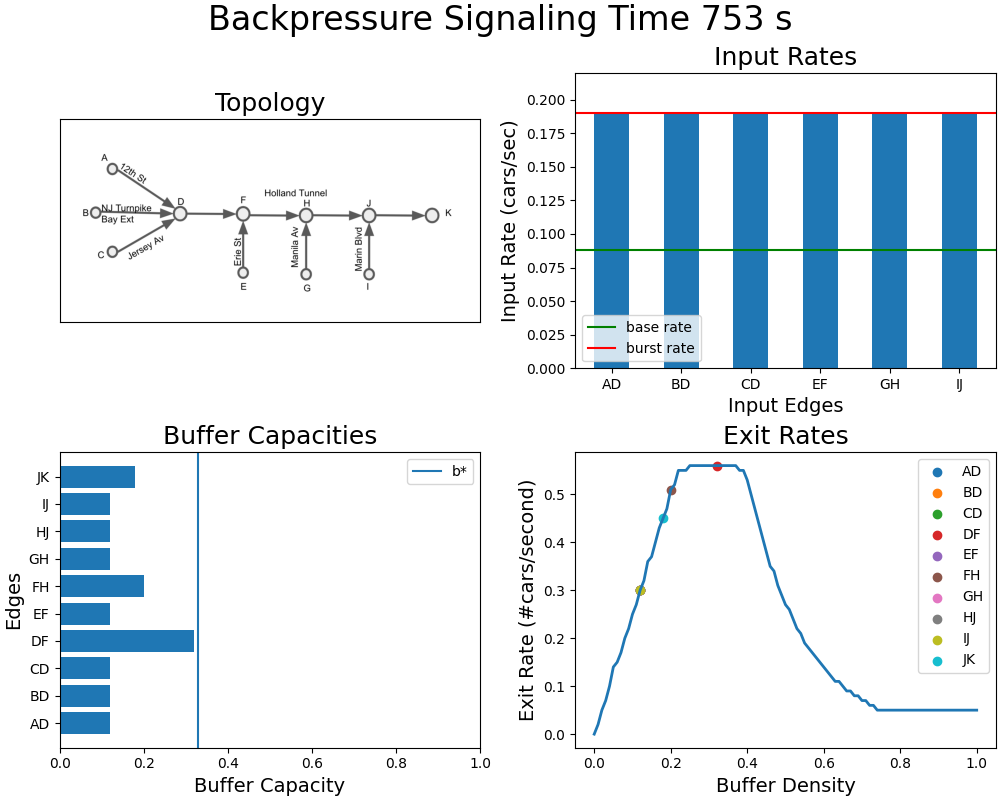 Backpressure Signaling Time 753 s
Topology
A
12th St
B
NJ Turnpike
Bay Ext
C
Jersey Av
D
F
Holland Tunnel
H
J
K
Erie St
Manila Av
Marin Blvd
E
G
I
Input Rates
Input Rate (cars/sec)
0.200
0.175
0.150
0.125
0.100
0.075
0.050
0.025
0.000
base rate
burst rate
AD BD CD EF GH IJ
Input Edges
Buffer Capacities
Edges
JK
IJ
HJ
GH
FH
EF
DF
CD
BD
AD
b*
0.0 0.2 0.4 0.6 0.8 1.0
Buffer Capacity
Exit Rates
Exit Rate (#cars/second)
0.5
0.4
0.3
0.2
0.1
0.0
AD
BD
CD
DF
EF
FH
GH
HJ
IJ
JK
0.0 0.2 0.4 0.6 0.8 1.0
Buffer Density